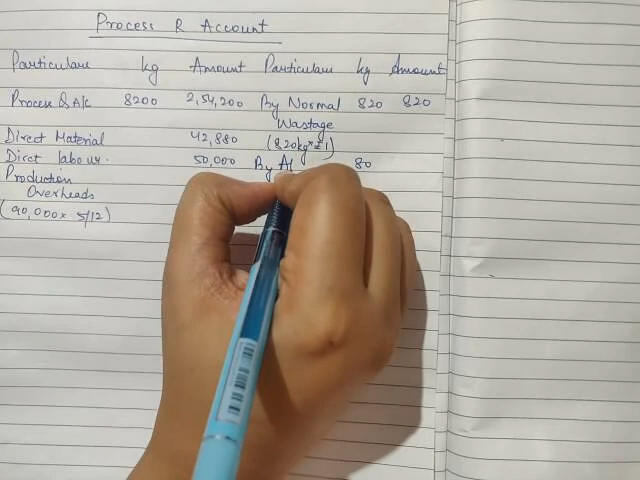 Process R Account
Particulars kg Amount Particulars kg Amount
Process Q A/c 8200 2,54,200 By Normal 820 820
Wastage
Direct Material 42,880 (820kg × ₹1)
Direct labour. 50,000 By A 80
Production
Overheads
(90,000 × 5/12)